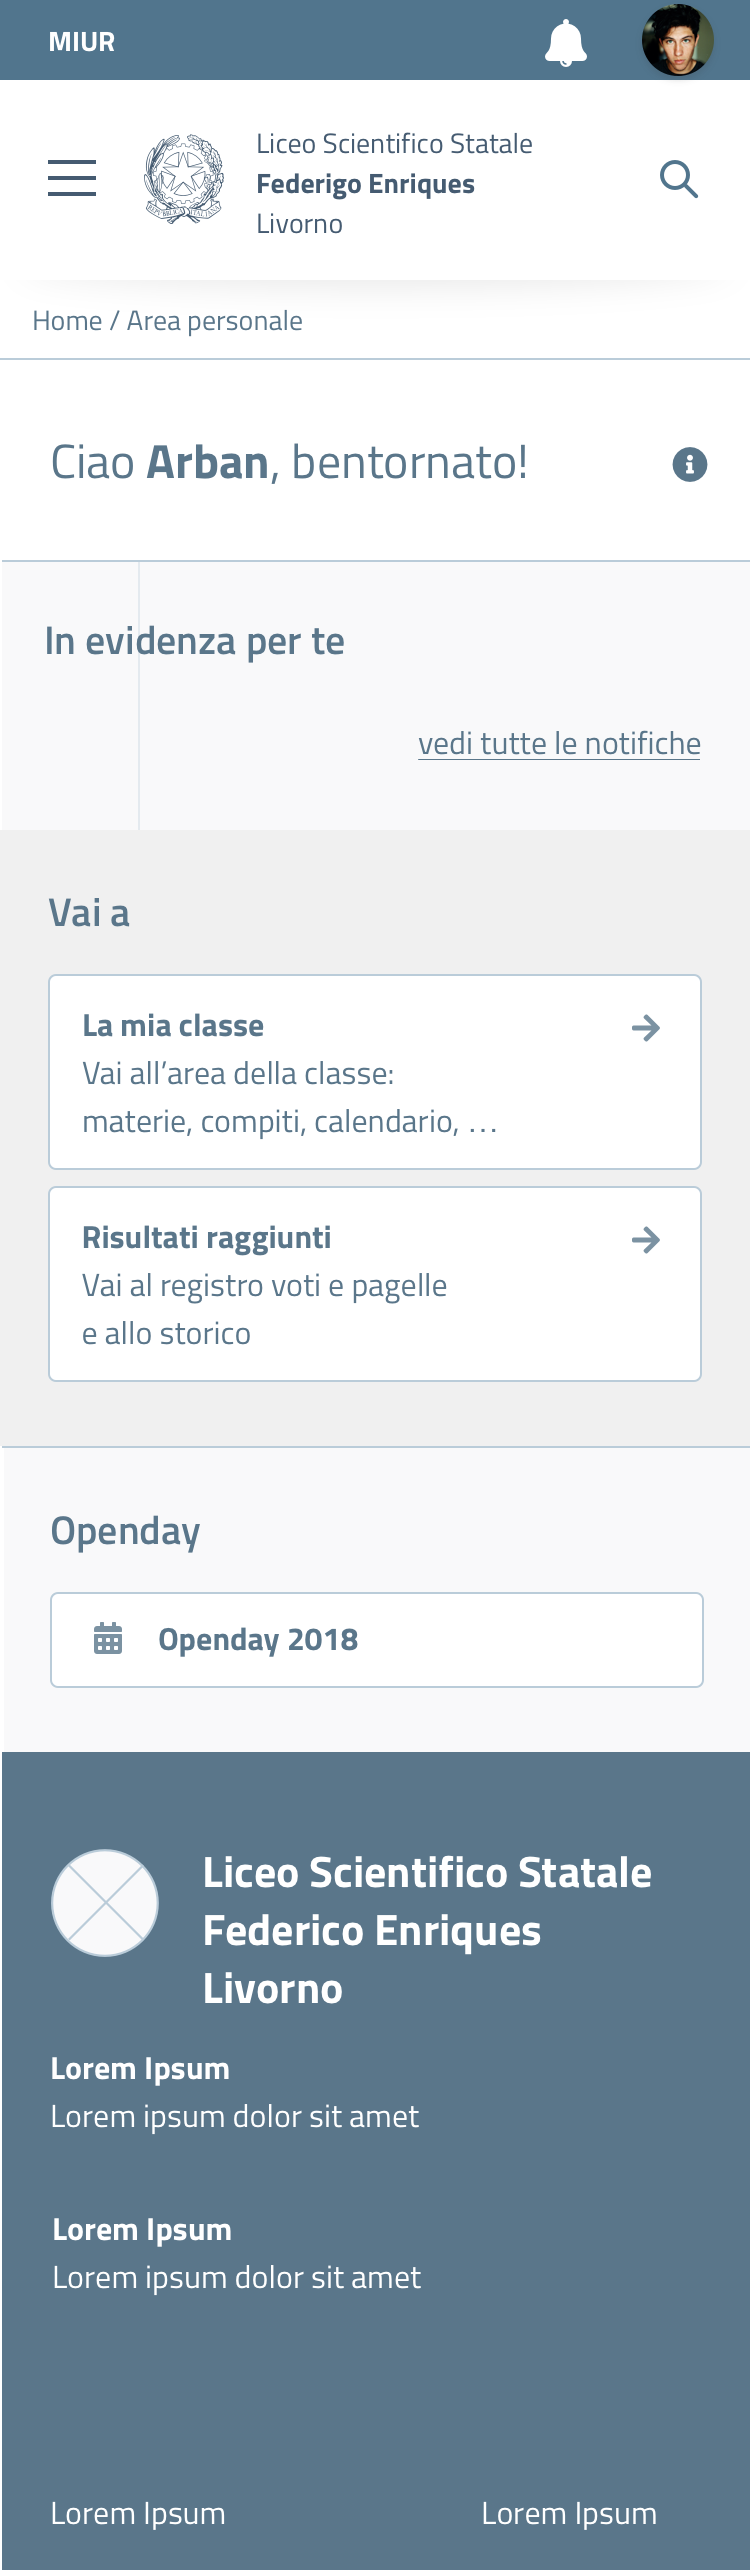 MIUR
Liceo Scientifico Statale
Federigo Enriques
Livorno
REPVBBLICA ITALIANA
Home / Area personale
Ciao Arban, bentornato!
In evidenza per te
vedi tutte le notifiche
Vai a
La mia classe
Vai all’area della classe:
materie, compiti, calendario, …
Risultati raggiunti
Vai al registro voti e pagelle
e allo storico
Openday
Openday 2018
Liceo Scientifico Statale
Federico Enriques
Livorno
Lorem Ipsum
Lorem ipsum dolor sit amet
Lorem Ipsum
Lorem ipsum dolor sit amet
Lorem Ipsum
Lorem Ipsum